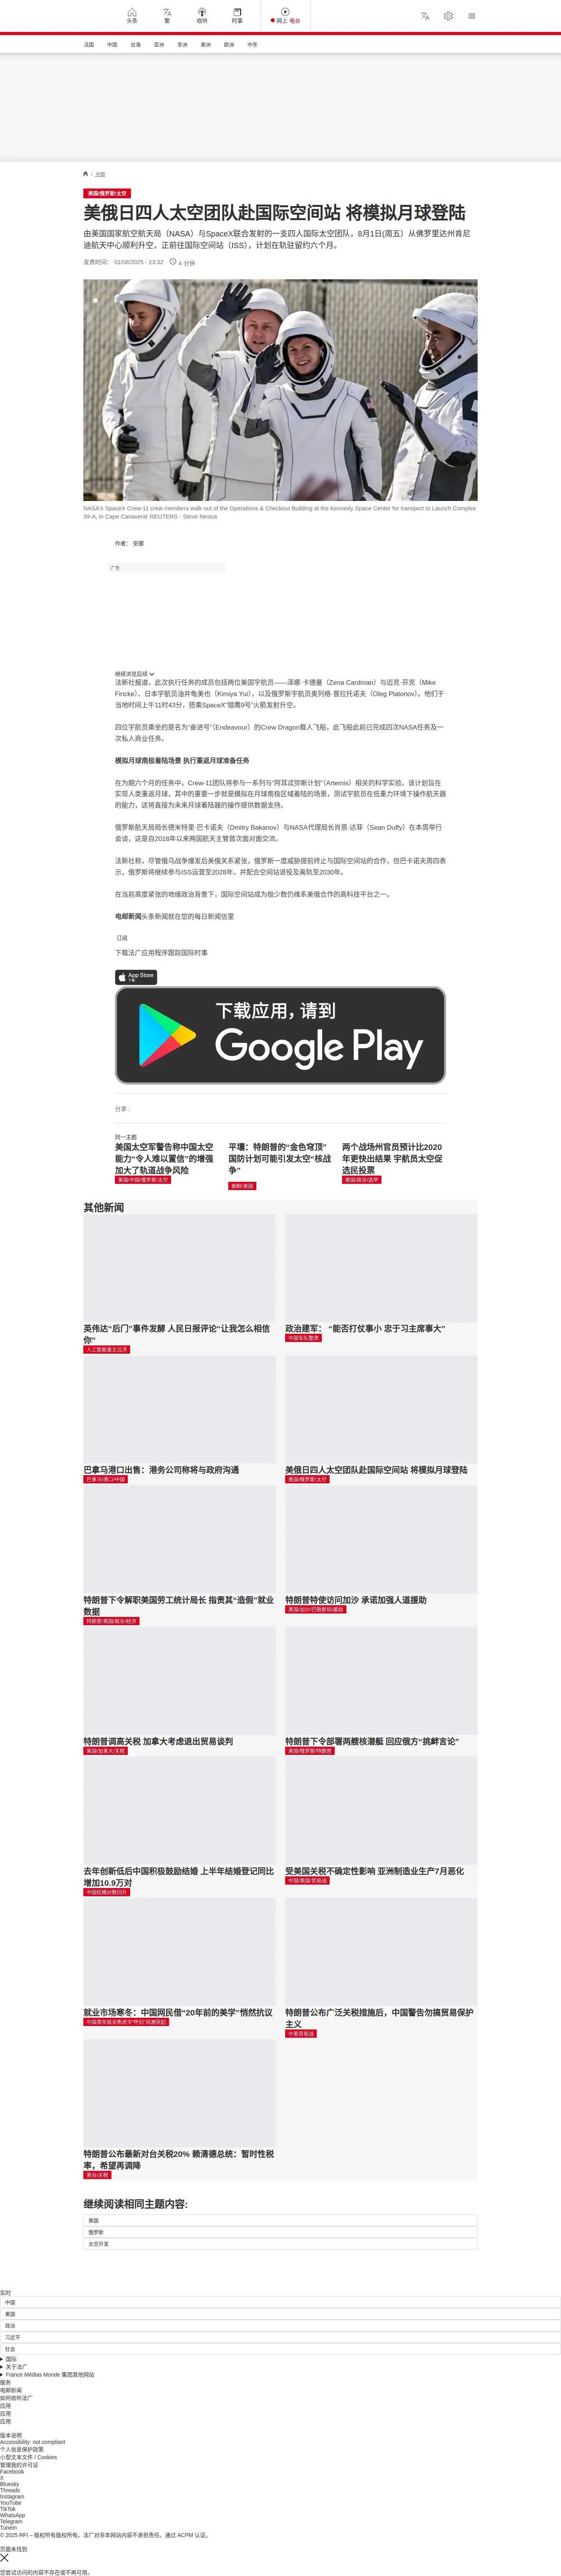 头条
繁
收听
时事
网上 电台
法国
中国
台海
亚洲
非洲
美洲
欧洲
中东
/ 中国
美国/俄罗斯/太空
美俄日四人太空团队赴国际空间站 将模拟月球登陆
由美国国家航空航天局（NASA）与SpaceX联合发射的一支四人国际太空团队，8月1日(周五）从佛罗里达州肯尼
迪航天中心顺利升空，正前往国际空间站（ISS），计划在轨驻留约六个月。
发表时间： 01/08/2025 - 23:32
4 分钟
NASA's SpaceX Crew-11 crew members walk out of the Operations & Checkout Building at the Kennedy Space Center for transport to Launch Complex
39-A, in Cape Canaveral REUTERS - Steve Nesius
作者： 安娜
广告
继续浏览后续
法新社报道，此次执行任务的成员包括两位美国宇航员——泽娜·卡德曼（Zena Cardman）与迈克·芬克（Mike
Fincke）、日本宇航员油井龟美也（Kimiya Yui），以及俄罗斯宇航员奥列格·普拉托诺夫（Oleg Platonov）。他们于
当地时间上午11时43分，搭乘SpaceX“猎鹰9号”火箭发射升空。
四位宇航员乘坐的是名为“奋进号”（Endeavour）的Crew Dragon载人飞船，此飞船此前已完成四次NASA任务及一
次私人商业任务。
模拟月球南极着陆场景 执行重返月球准备任务
在为期六个月的任务中，Crew-11团队将参与一系列与“阿耳忒弥斯计划”（Artemis）相关的科学实验。该计划旨在
实现人类重返月球，其中的重要一步就是模拟在月球南极区域着陆的场景，测试宇航员在低重力环境下操作航天器
的能力，这将直接为未来月球着陆器的操作提供数据支持。
俄罗斯航天局局长德米特里·巴卡诺夫（Dmitry Bakanov）与NASA代理局长肖恩·达菲（Sean Duffy）在本周举行
会谈，这是自2018年以来两国航天主管首次面对面交流。
法新社称，尽管俄乌战争爆发后美俄关系紧张，俄罗斯一度威胁提前终止与国际空间站的合作，但巴卡诺夫周四表
示，俄罗斯将继续参与ISS运营至2028年，并配合空间站退役及离轨至2030年。
在当前高度紧张的地缘政治背景下，国际空间站成为极少数仍维系美俄合作的高科技平台之一。
电邮新闻头条新闻就在您的每日新闻信里
订阅
下载法广应用程序跟踪国际时事
App Store
下载
下载应用，请到
Google Play
分享 :
同一主题
美国太空军警告称中国太空
能力“令人难以置信”的增强
加大了轨道战争风险
美国/中国/俄罗斯/太空
平壤：特朗普的“金色穹顶”
国防计划可能引发太空“核战
争”
朝鲜/美国
两个战场州官员预计比2020
年更快出结果 宇航员太空促
选民投票
美国/政治/选举
其他新闻
英伟达“后门”事件发酵 人民日报评论“让我怎么相信
你”
人工智能谁主沉浮
政治建军： “能否打仗事小 忠于习主席事大”
中国军队整肃
巴拿马港口出售：港务公司称将与政府沟通
巴拿马/港口/中国
美俄日四人太空团队赴国际空间站 将模拟月球登陆
美国/俄罗斯/太空
特朗普下令解职美国劳工统计局长 指责其“造假”就业
数据
特朗普/美国/就业/经济
特朗普特使访问加沙 承诺加强人道援助
美国/加沙/巴勒斯坦/援助
特朗普调高关税 加拿大考虑退出贸易谈判
美国/加拿大/关税
特朗普下令部署两艘核潜艇 回应俄方“挑衅言论”
美国/俄罗斯/特朗普
去年创新低后中国积极鼓励结婚 上半年结婚登记同比
增加10.9万对
中国结婚对数回升
受美国关税不确定性影响 亚洲制造业生产7月恶化
中国/美国/贸易战
就业市场寒冬：中国网民借“20年前的美学”悄然抗议
中国青年就业焦虑令“怀旧”风潮突起
特朗普公布广泛关税措施后，中国警告勿搞贸易保护
主义
中美贸易战
特朗普公布最新对台关税20% 赖清德总统：暂时性税
率，希望再调降
美台/关税
继续阅读相同主题内容:
美国
俄罗斯
太空开发
实时
中国
美国
政治
习近平
社会
国际
关于法广
France Médias Monde 集团其他网站
服务
电邮新闻
如何收听法广
应用
应用
应用
版本说明
Accessibility: not compliant
个人信息保护政策
小型文本文件 / Cookies
管理我的许可证
Facebook
X
Bluesky
Threads
Instagram
YouTube
TikTok
WhatsApp
Telegram
TuneIn
© 2025 RFI – 版权所有版权所有。法广对非本网站内容不承担责任。通过 ACPM 认证。
页面未找到
您尝试访问的内容不存在或不再可用。